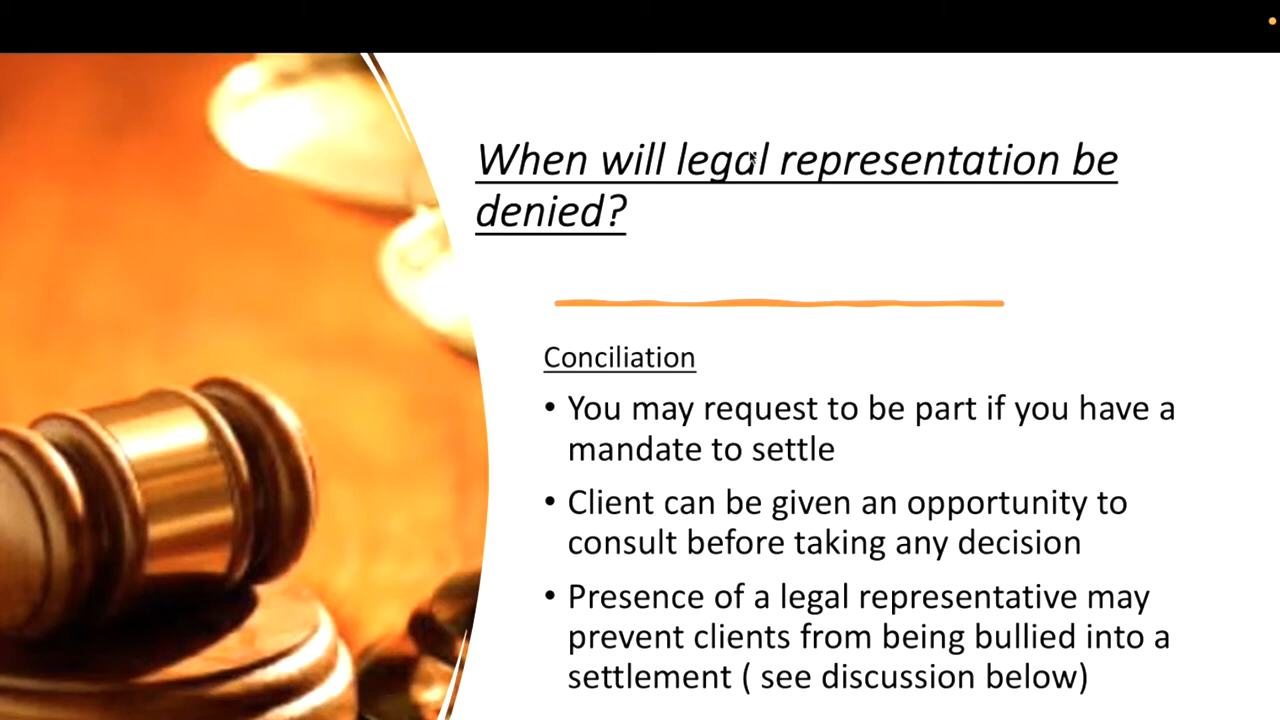 When will legal representation be
denied?
Conciliation
• You may request to be part if you have a
mandate to settle
• Client can be given an opportunity to
consult before taking any decision
• Presence of a legal representative may
prevent clients from being bullied into a
settlement ( see discussion below)